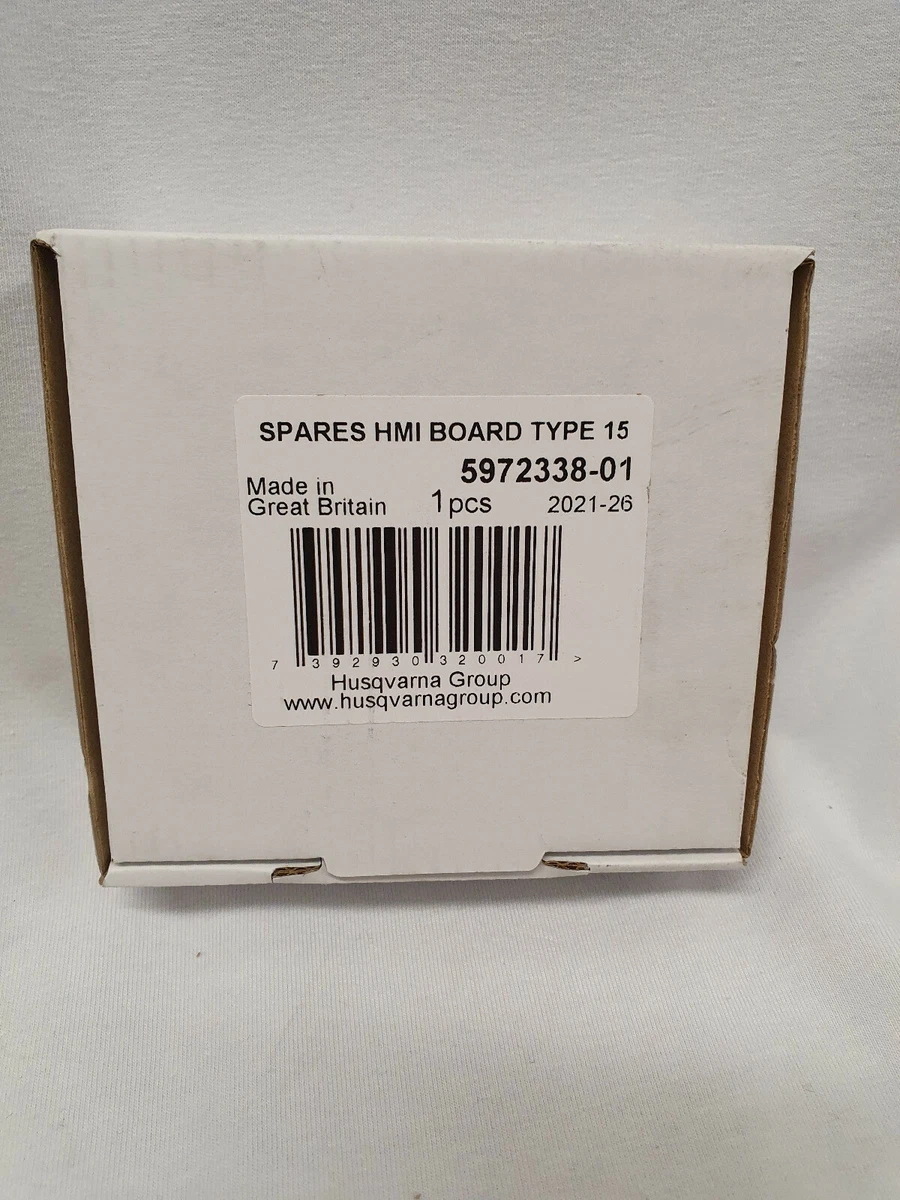 SPARES HMI BOARD TYPE 15
5972338-01
Made in
Great Britain 1pcs 2021-26
7 392930 320017 >
Husqvarna Group
www.husqvarnagroup.com